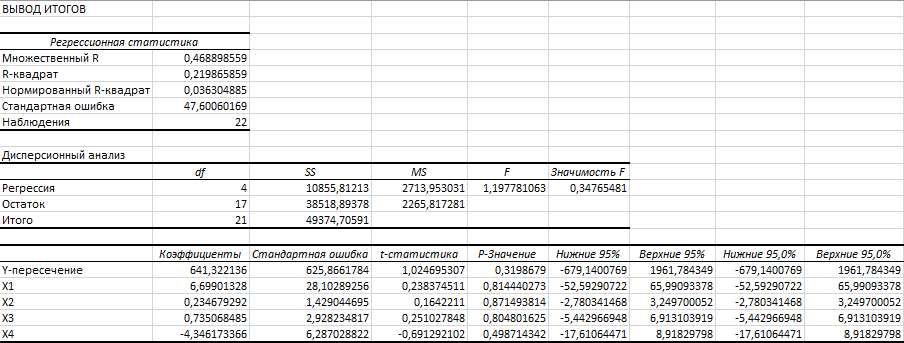 ВЫВОД ИТОГОВ
Регрессионная статистика
Множественный R 0,468898559
R-квадрат 0,219865859
Нормированный R-квадрат 0,036304885
Стандартная ошибка 47,60060169
Наблюдения 22
Дисперсионный анализ
df SS MS F Значимость F
Регрессия 4 10855,81213 2713,953031 1,197781063 0,34765481
Остаток 17 38518,89378 2265,817281
Итого 21 49374,70591
Коэффициенты Стандартная ошибка t-статистика P-Значение Нижние 95% Верхние 95% Нижние 95,0% Верхние 95,0%
Y-пересечение 641,322136 625,8661784 1,024695307 0,3198679 -679,1400769 1961,784349 -679,1400769 1961,784349
X1 6,69901328 28,10289256 0,238374511 0,814440273 -52,59290722 65,99093378 -52,59290722 65,99093378
X2 0,234679292 1,429044695 0,1642211 0,871493814 -2,780341468 3,249700052 -2,780341468 3,249700052
X3 0,735068485 2,928234817 0,251027848 0,804801625 -5,442966948 6,913103919 -5,442966948 6,913103919
X4 -4,346173366 6,287028822 -0,691292102 0,498714342 -17,61064471 8,91829798 -17,61064471 8,91829798